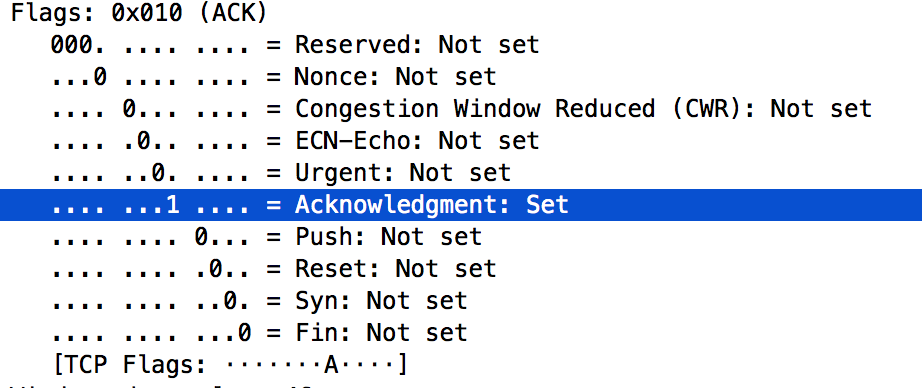 Flags: 0x010 (ACK)
000. .... .... = Reserved: Not set
...0 .... .... = Nonce: Not set
.... 0... .... = Congestion Window Reduced (CWR): Not set
.... .0.. .... = ECN-Echo: Not set
.... ..0. .... = Urgent: Not set
.... ...1 .... = Acknowledgment: Set
.... .... 0... = Push: Not set
.... .... .0.. = Reset: Not set
.... .... ..0. = Syn: Not set
.... .... ...0 = Fin: Not set
[TCP Flags: ·······A····]